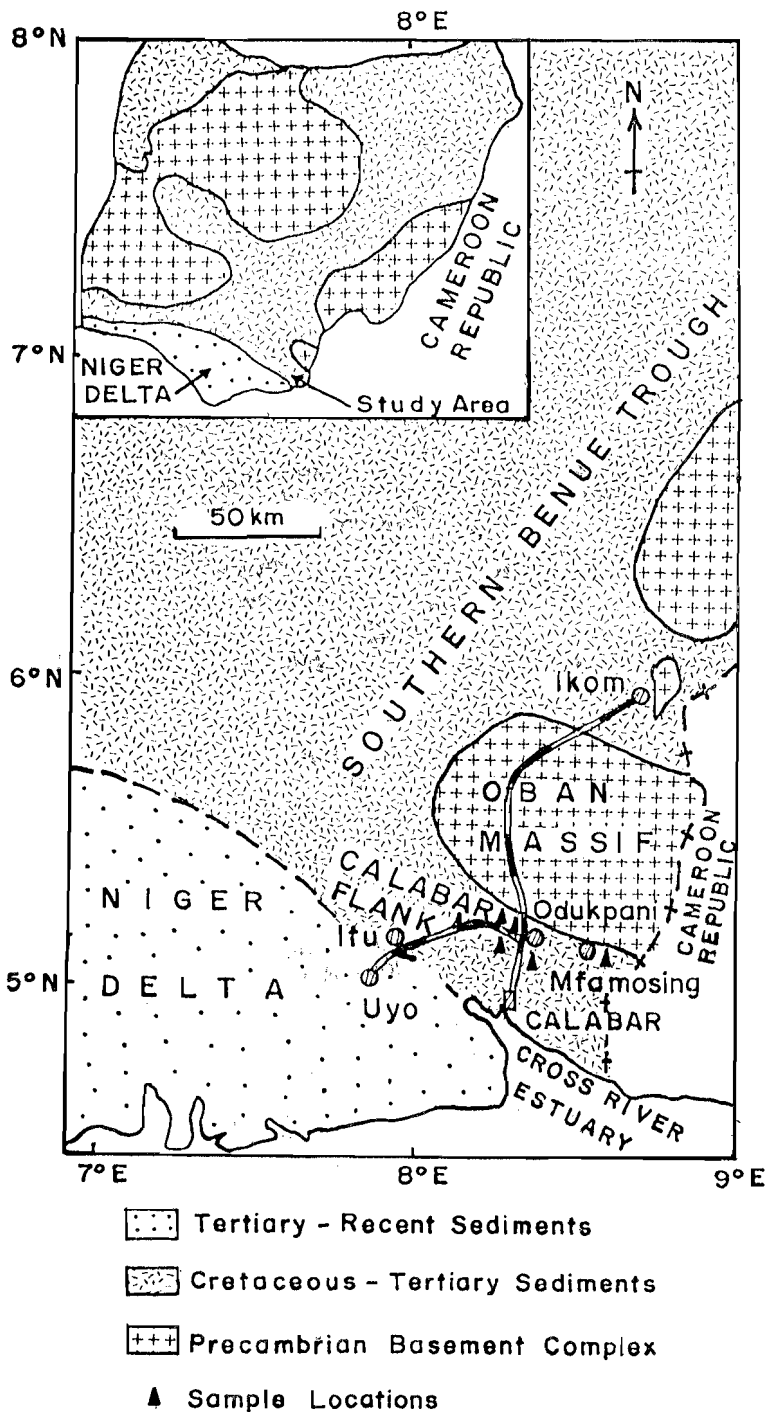 8°E
8°N
N
CAMEROON
REPUBLIC
7°N
NIGER
DELTA
Study Area
SOUTHERN BENUE TROUGH
50 km
6°N
Ikom
OBAN
MASSIF
CAMEROON
REPUBLIC
CALABAR
FLANK
Odukpani
NIGER
Itu
5°N
DELTA
Mfamosing
Uyo
CALABAR
CROSS RIVER
ESTUARY
7°E
8°E
9°E
Tertiary - Recent Sediments
Cretaceous - Tertiary Sediments
Precambrian Basement Complex
Sample Locations